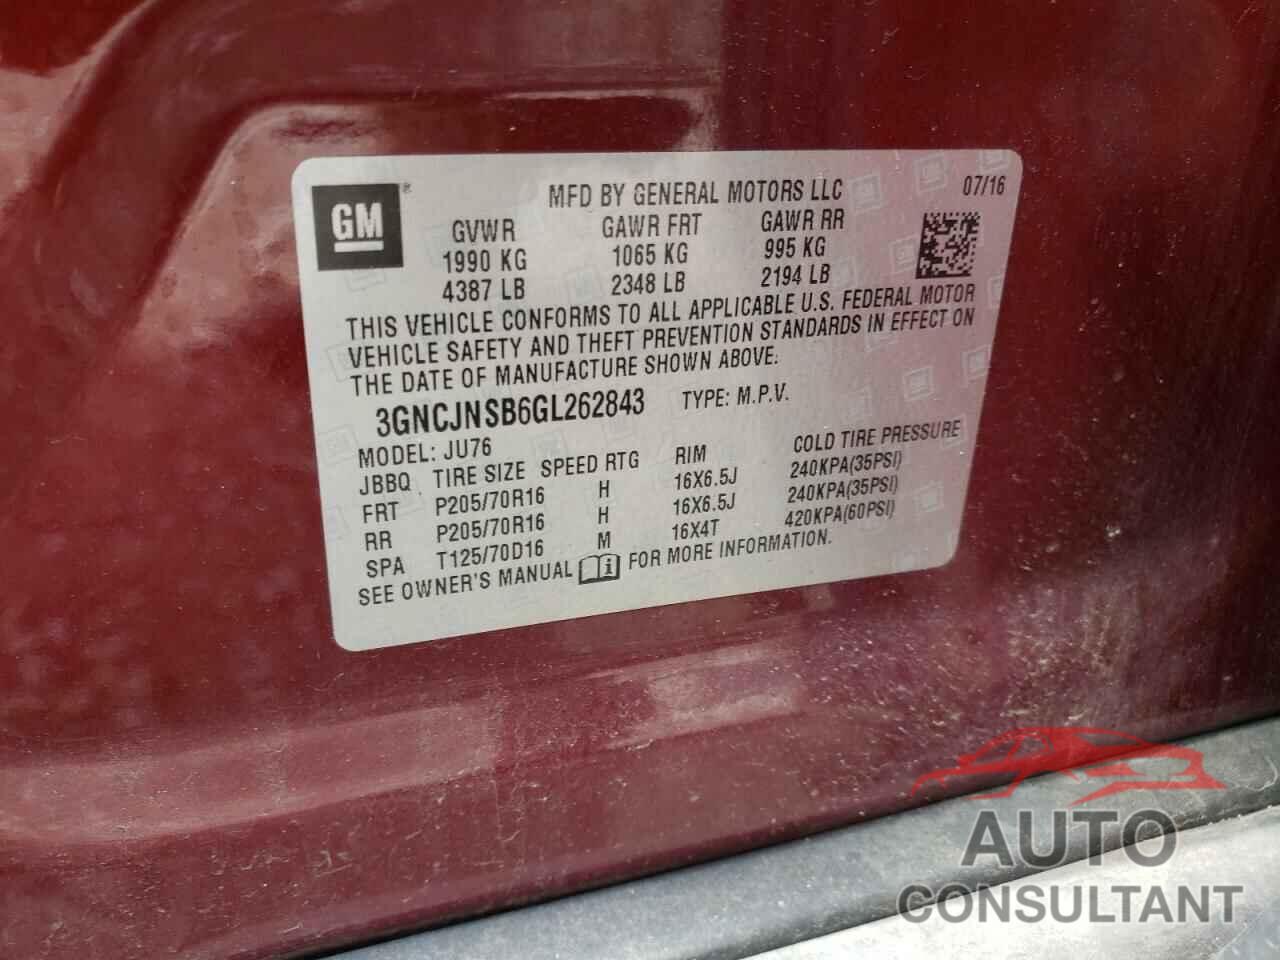 GM®
MFD BY GENERAL MOTORS LLC 07/16
GVWR GAWR FRT GAWR RR
1990 KG 1065 KG 995 KG
4387 LB 2348 LB 2194 LB
THIS VEHICLE CONFORMS TO ALL APPLICABLE U.S. FEDERAL MOTOR
VEHICLE SAFETY AND THEFT PREVENTION STANDARDS IN EFFECT ON
THE DATE OF MANUFACTURE SHOWN ABOVE.
3GNCJNSB6GL262843 TYPE: M.P.V.
MODEL: JU76
JBBQ TIRE SIZE SPEED RTG RIM COLD TIRE PRESSURE
FRT P205/70R16 H 16X6.5J 240KPA(35PSI)
RR P205/70R16 H 16X6.5J 240KPA(35PSI)
SPA T125/70D16 M 16X4T 420KPA(60PSI)
SEE OWNER'S MANUAL i FOR MORE INFORMATION.
AUTO
CONSULTANT